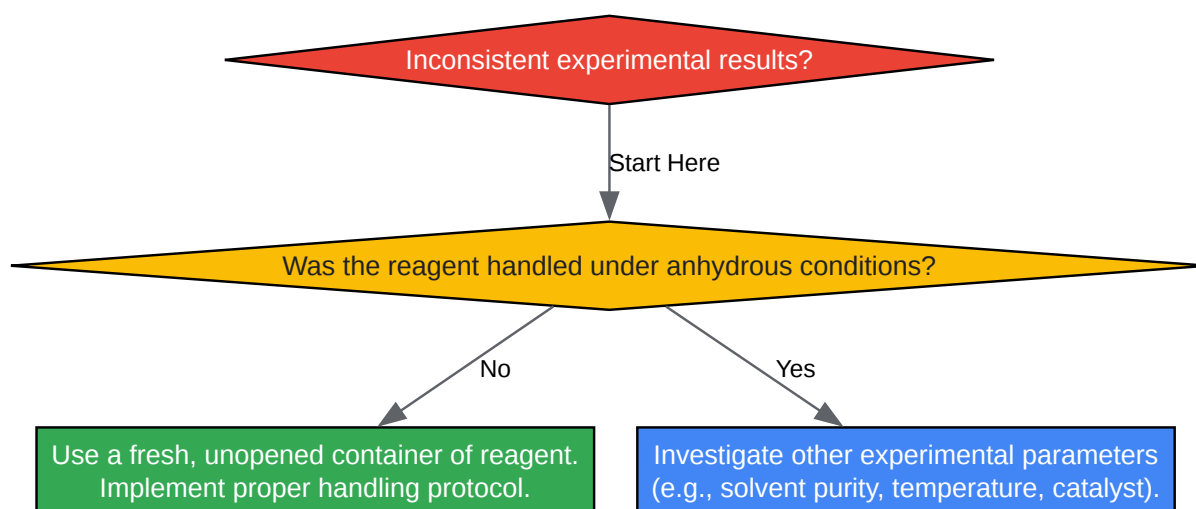 Inconsistent experimental results?
Start Here
Was the reagent handled under anhydrous conditions?
No
Yes
Use a fresh, unopened container of reagent.
Implement proper handling protocol.
Investigate other experimental parameters
(e.g., solvent purity, temperature, catalyst).